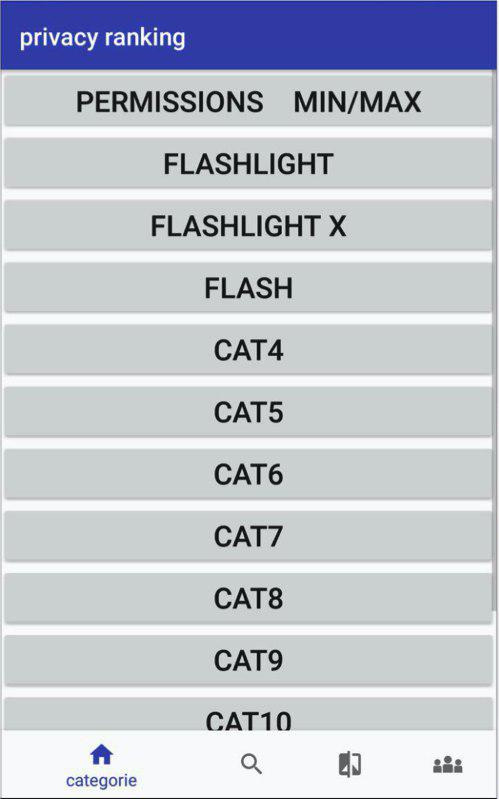 privacy ranking
PERMISSIONS MIN/MAX
FLASHLIGHT
FLASHLIGHT X
FLASH
CAT4
CAT5
CAT6
CAT7
CAT8
CAT9
CAT10
categorie